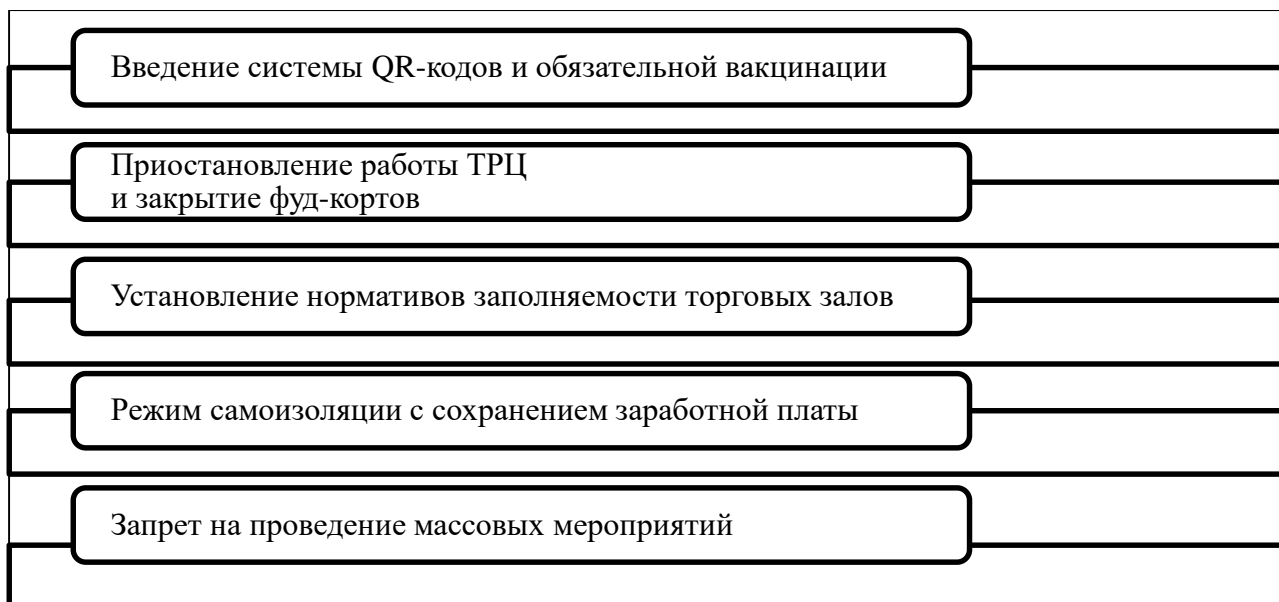 Введение системы QR-кодов и обязательной вакцинации
Приостановление работы ТРЦ
и закрытие фуд-кортов
Установление нормативов заполняемости торговых залов
Режим самоизоляции с сохранением заработной платы
Запрет на проведение массовых мероприятий